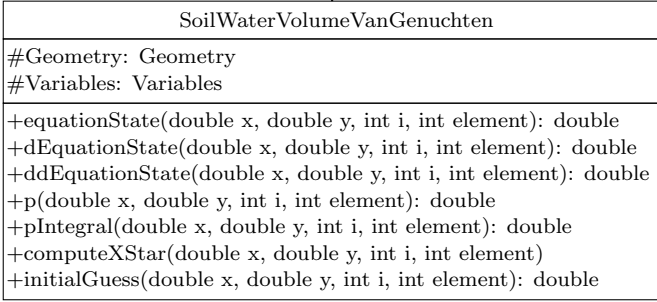 SoilWaterVolumeVanGenuchten
#Geometry: Geometry
#Variables: Variables
+equationState(double x, double y, int i, int element): double
+dEquationState(double x, double y, int i, int element): double
+ddEquationState(double x, double y, int i, int element): double
+p(double x, double y, int i, int element): double
+pIntegral(double x, double y, int i, int element): double
+computeXStar(double x, double y, int i, int element)
+initialGuess(double x, double y, int i, int element): double